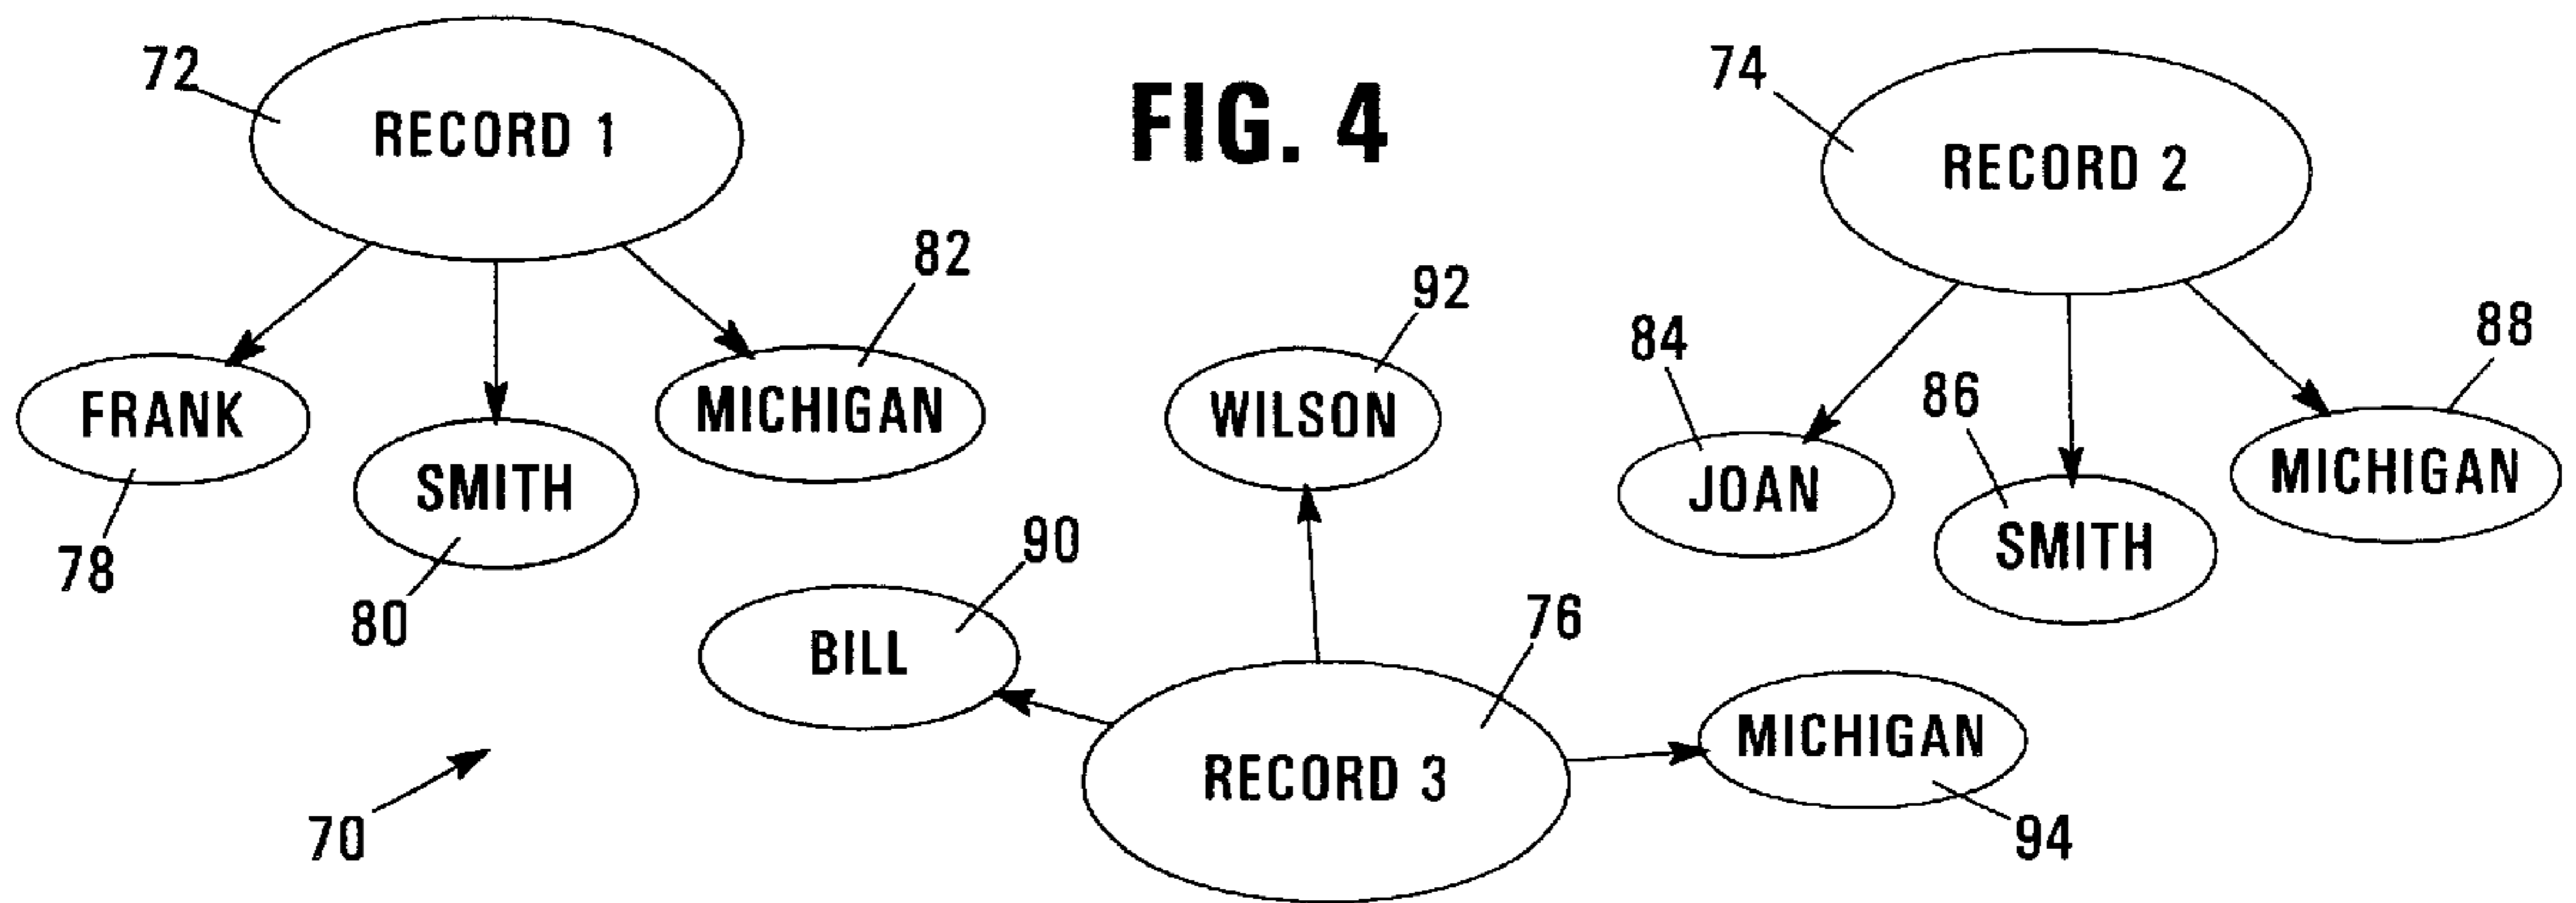 72
RECORD 1
FIG. 4
74
RECORD 2
82
92
84
88
86
FRANK
SMITH
MICHIGAN
WILSON
JOAN
SMITH
MICHIGAN
78
80
90
BILL
76
RECORD 3
MICHIGAN
70
94